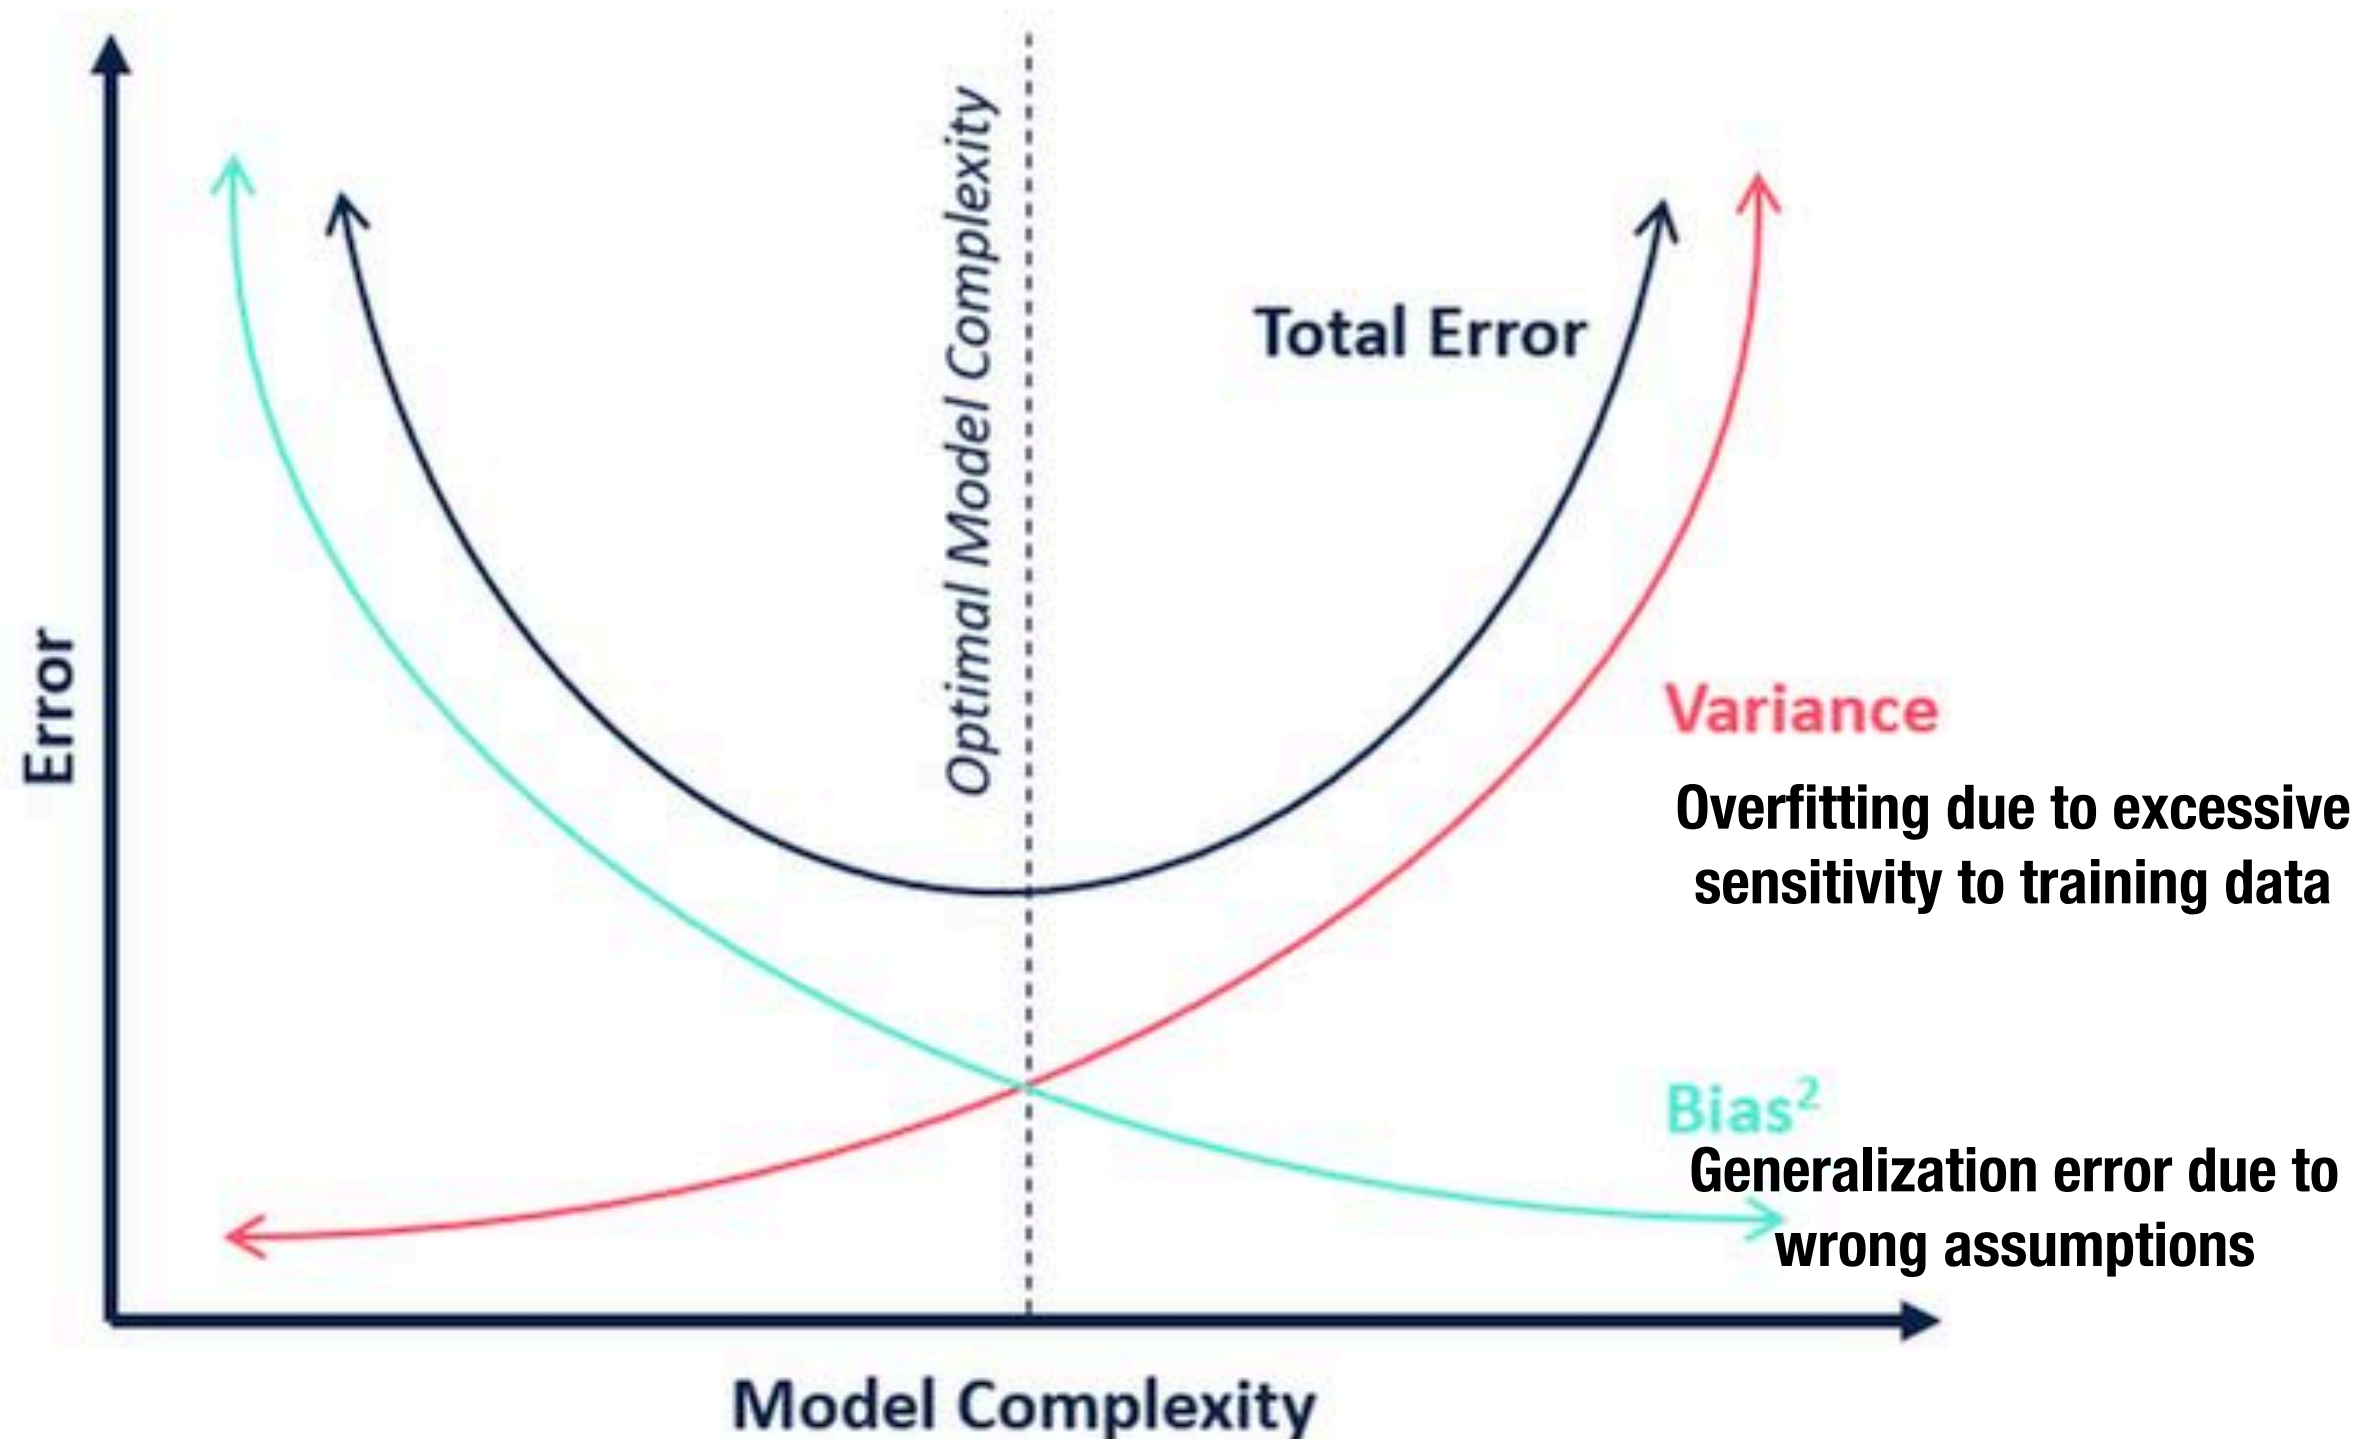 Optimal Model Complexity
Total Error
Error
Variance
Overfitting due to excessive
sensitivity to training data
Bias²
Generalization error due to
wrong assumptions
Model Complexity